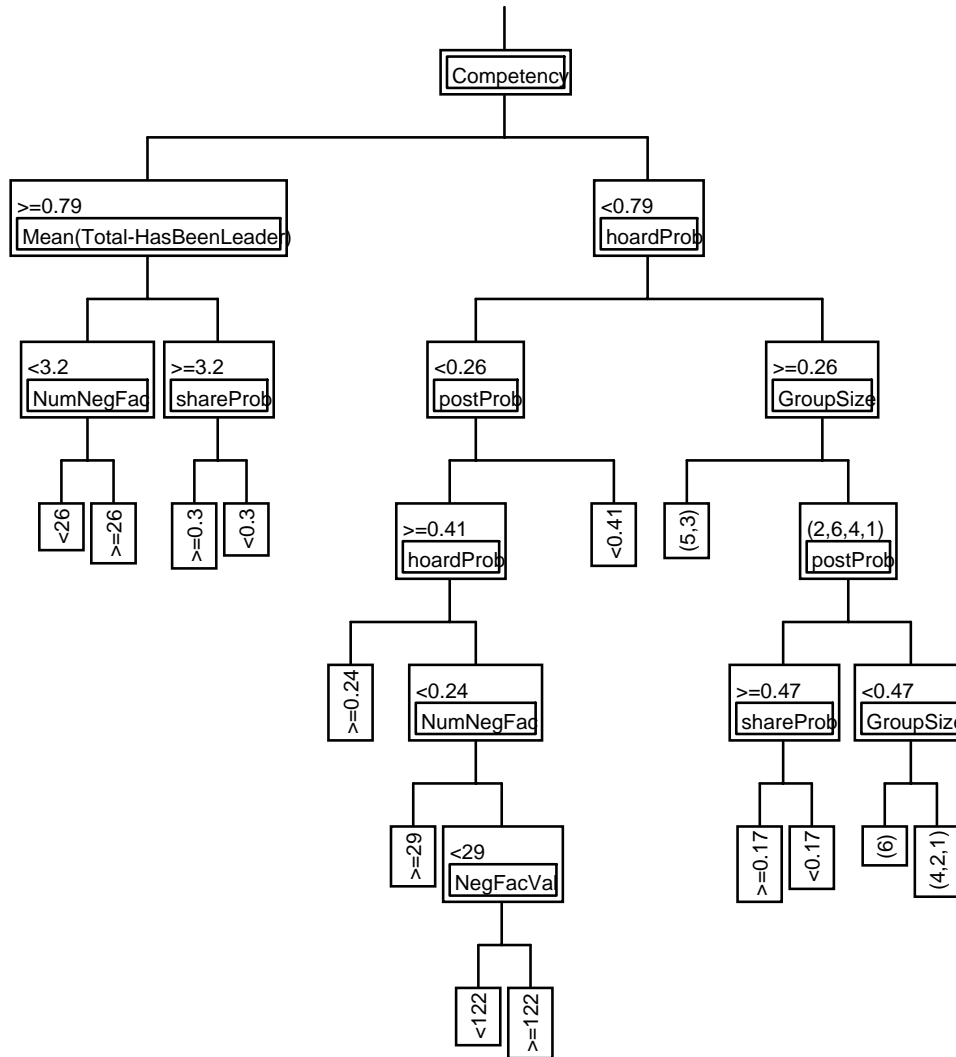 Competency
>=0.79
Mean(Total-HasBeenLeader)
<0.79
hoardProb
<3.2
NumNegFac
>=3.2
shareProb
<0.26
postProb
>=0.26
GroupSize
<26
>=26
>=0.3
<0.3
>=0.41
hoardProb
<0.41
(5,3)
(2,6,4,1)
postProb
>=0.24
<0.24
NumNegFac
>=0.47
shareProb
<0.47
GroupSize
>=29
<29
NegFacVal
>=0.17
<0.17
(6)
(4,2,1)
<122
>=122